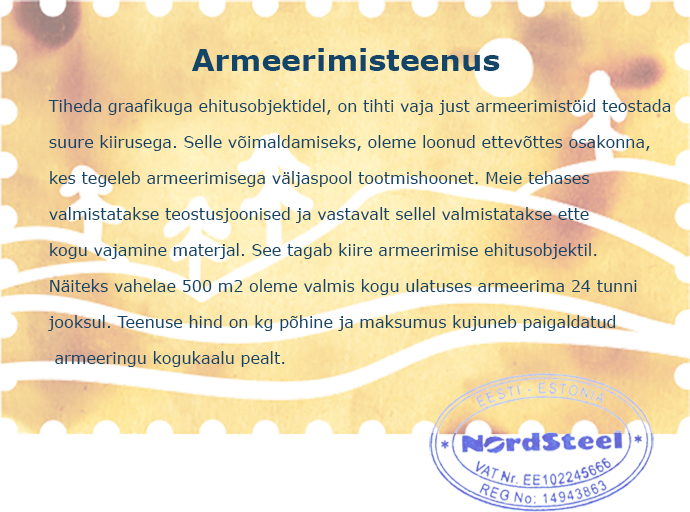 Armeerimisteenus
Tiheda graafikuga ehitusobjektidel, on tihti vaja just armeerimistöid teostada
suure kiirusega. Selle võimaldamiseks, oleme loonud ettevõttes osakonna,
kes tegeleb armeerimisega väljaspool tootmishoonet. Meie tehases
valmistatakse teostusjoonised ja vastavalt sellel valmistatakse ette
kogu vajamine materjal. See tagab kiire armeerimise ehitusobjektil.
Näiteks vahelae 500 m2 oleme valmis kogu ulatuses armeerima 24 tunni
jooksul. Teenuse hind on kg põhine ja maksumus kujuneb paigaldatud
armeeringu kogukaalu pealt.
EESTI - ESTONIA
* NordSteel *
VAT Nr. EE102245666
REG No: 14943863